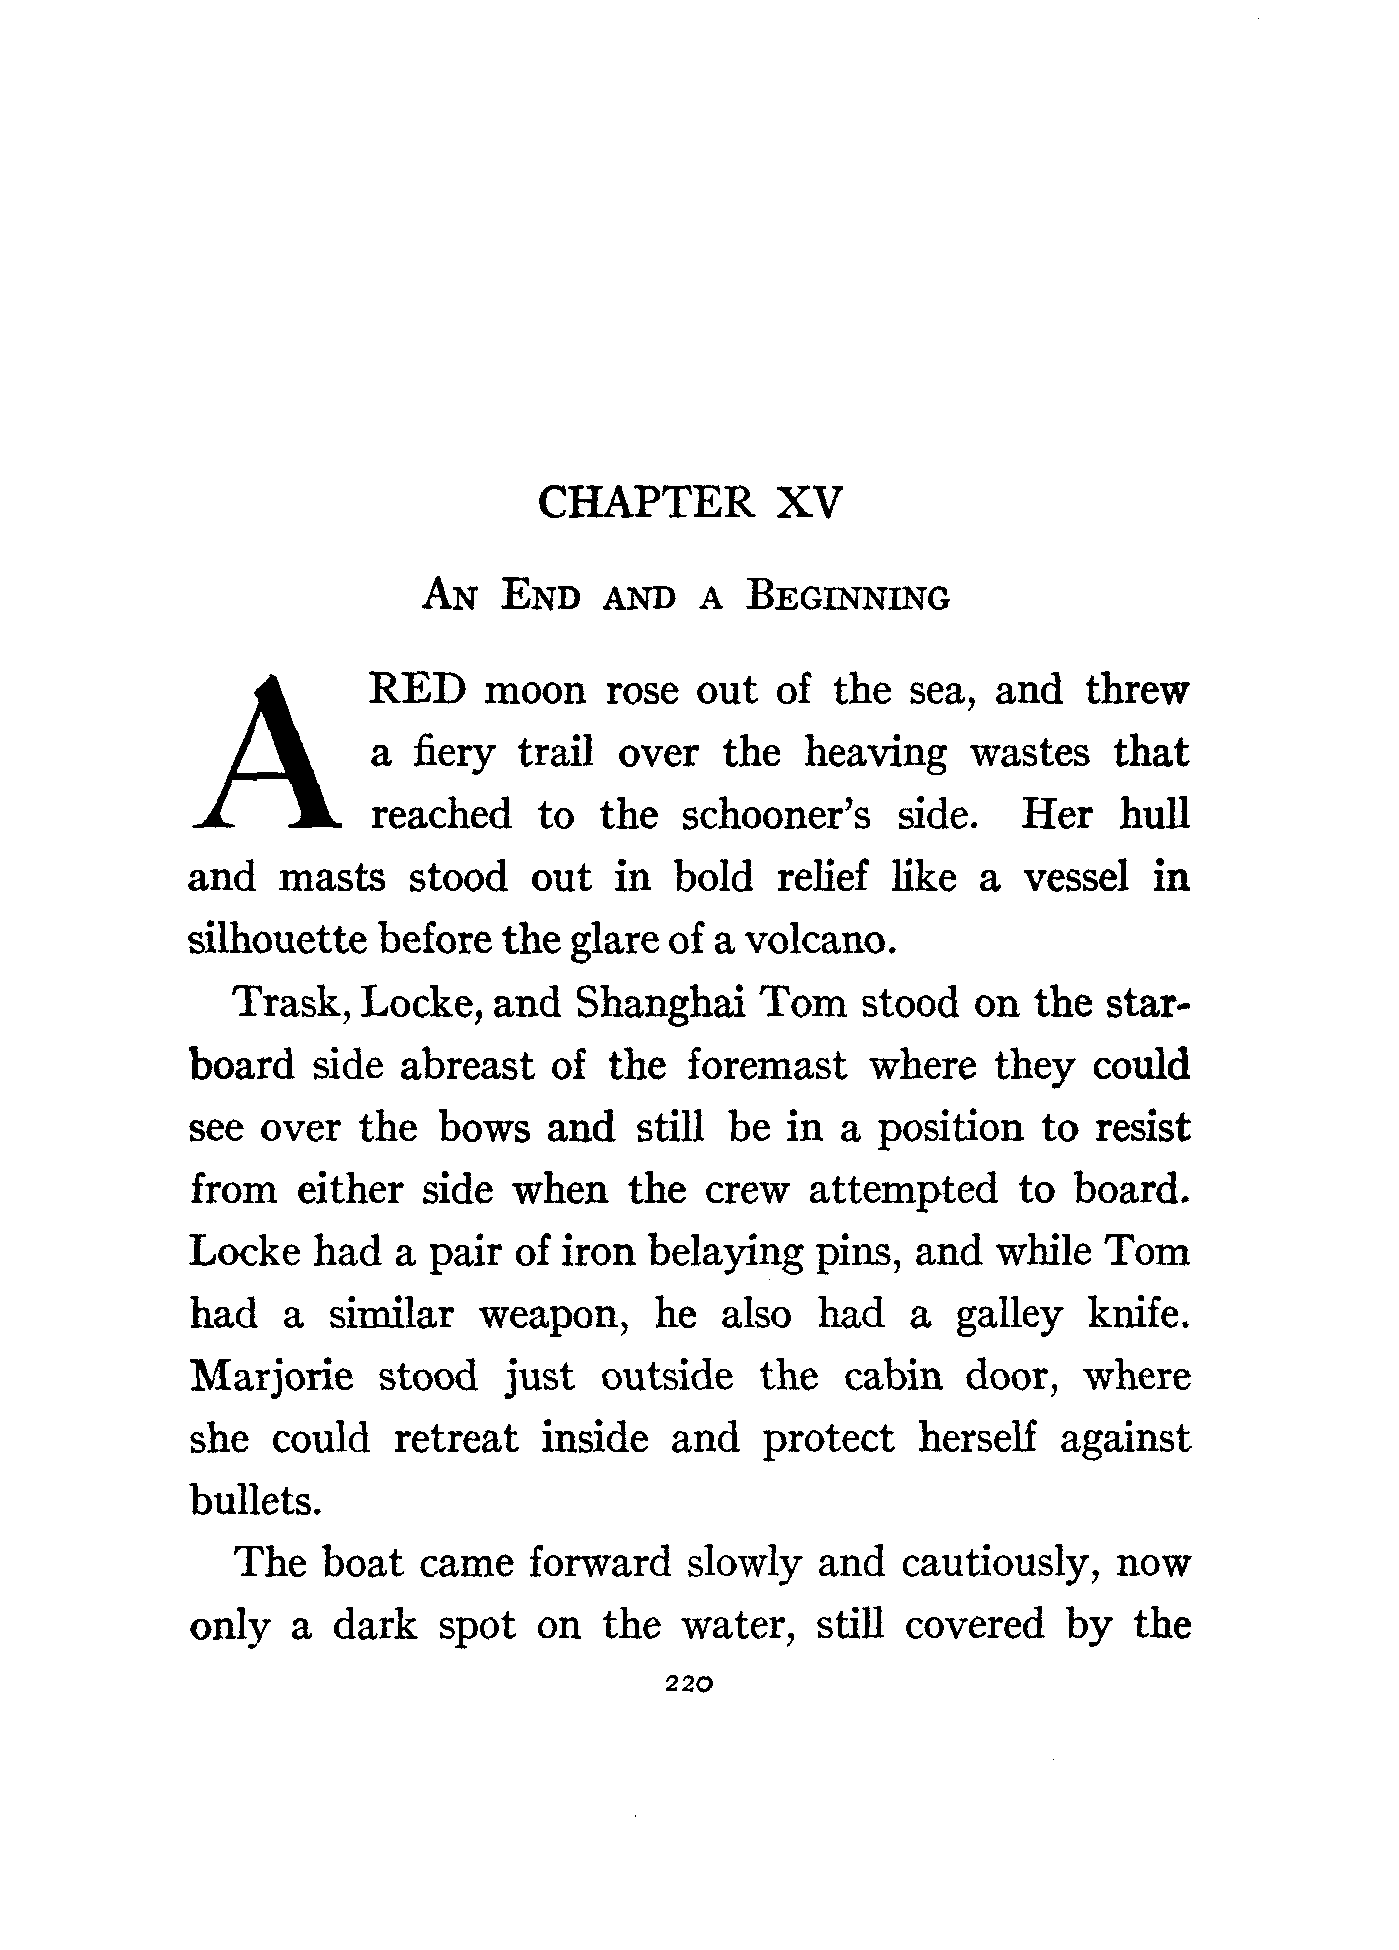 CHAPTER XV
AN END AND A BEGINNING
A RED moon rose out of the sea, and threw
a fiery trail over the heaving wastes that
reached to the schooner's side. Her hull
and masts stood out in bold relief like a vessel in
silhouette before the glare of a volcano.
Trask, Locke, and Shanghai Tom stood on the star-
board side abreast of the foremast where they could
see over the bows and still be in a position to resist
from either side when the crew attempted to board.
Locke had a pair of iron belaying pins, and while Tom
had a similar weapon, he also had a galley knife.
Marjorie stood just outside the cabin door, where
she could retreat inside and protect herself against
bullets.
The boat came forward slowly and cautiously, now
only a dark spot on the water, still covered by the
220